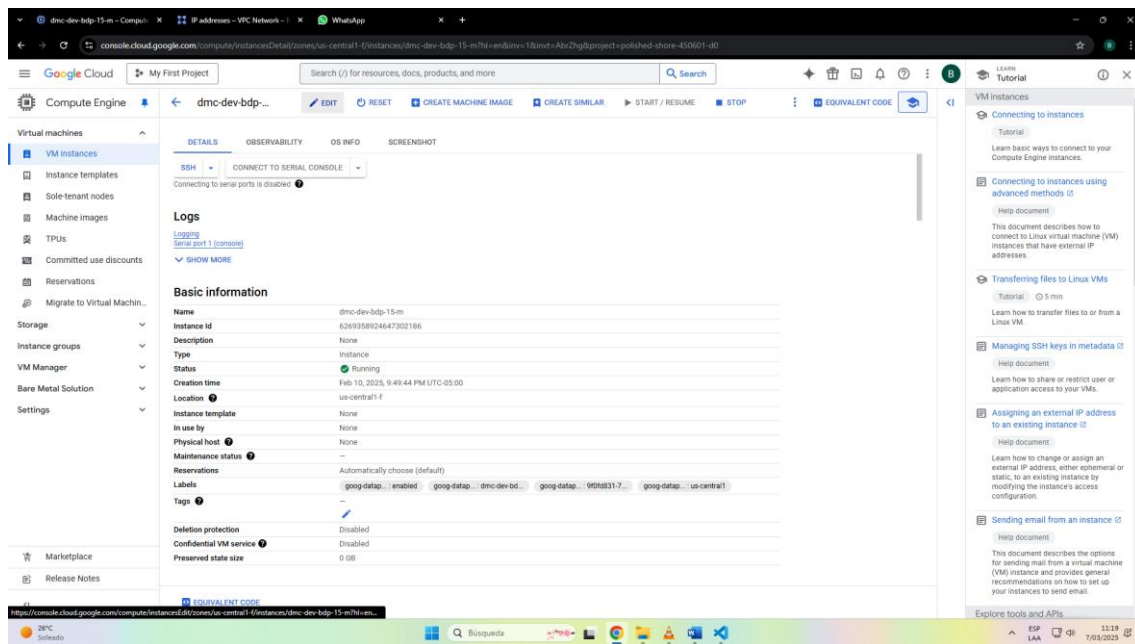 dmc-dev-bdp-15-m – Comput
IP addresses – VPC Network –
WhatsApp
console.cloud.google.com/compute/instancesDetail/zones/us-central1-f/instances/dmc-dev-bdp-15-m?hl=en&inv=1&invt=AbrZhg&project=polished-shore-450601-d0
B
Google Cloud
My First Project
Search (/) for resources, docs, products, and more
Search
B
LEARN
Tutorial
Compute Engine
dmc-dev-bdp-...
EDIT
RESET
CREATE MACHINE IMAGE
CREATE SIMILAR
START / RESUME
STOP
EQUIVALENT CODE
Virtual machines
VM instances
Instance templates
Sole-tenant nodes
Machine images
TPUs
Committed use discounts
Reservations
Migrate to Virtual Machin...
Storage
Instance groups
VM Manager
Bare Metal Solution
Settings
Marketplace
Release Notes
DETAILS
OBSERVABILITY
OS INFO
SCREENSHOT
SSH
CONNECT TO SERIAL CONSOLE
Connecting to serial ports is disabled
Logs
Logging
Serial port 1 (console)
SHOW MORE
Basic information
Name dmc-dev-bdp-15-m
Instance Id 6269358924647302186
Description None
Type Instance
Status Running
Creation time Feb 10, 2025, 9:49:44 PM UTC-05:00
Location us-central1-f
Instance template None
In use by None
Physical host None
Maintenance status —
Reservations Automatically choose (default)
Labels goog-datap... : enabled goog-datap... : dmc-dev-bd... goog-datap... : 9f0fd831-7... goog-datap... : us-central1
Tags —
Deletion protection Disabled
Confidential VM service Disabled
Preserved state size 0 GB
EQUIVALENT CODE
https://console.cloud.google.com/compute/instancesEdit/zones/us-central1-f/instances/dmc-dev-bdp-15-m?hl=en...
VM instances
Connecting to instances
Tutorial
Learn basic ways to connect to your
Compute Engine instances.
Connecting to instances using
advanced methods
Help document
This document describes how to
connect to Linux virtual machine (VM)
instances that have external IP
addresses.
Transferring files to Linux VMs
Tutorial 5 min
Learn how to transfer files to or from a
Linux VM.
Managing SSH keys in metadata
Help document
Learn how to share or restrict user or
application access to your VMs.
Assigning an external IP address
to an existing instance
Help document
Learn how to change or assign an
external IP address, either ephemeral or
static, to an existing instance by
modifying the instance's access
configuration.
Sending email from an instance
Help document
This document describes the options
for sending mail from a virtual machine
(VM) instance and provides general
recommendations on how to set up
your instances to send email.
Explore tools and APIs
26°C
Soleado
Búsqueda
ESP
LAA
11:19
7/03/2025